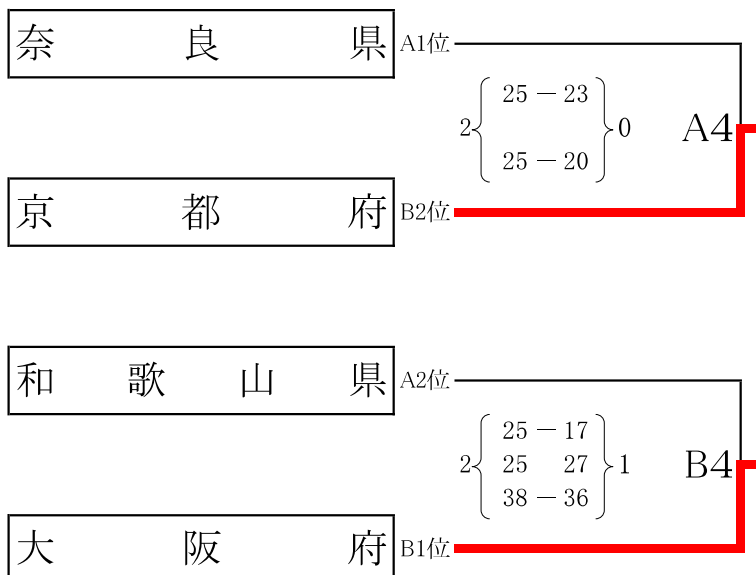 奈良県 A1位
25 － 23
2 0 A4
25 － 20
京都府 B2位
和歌山県 A2位
25 － 17
2 25 27 1 B4
38 － 36
大阪府 B1位